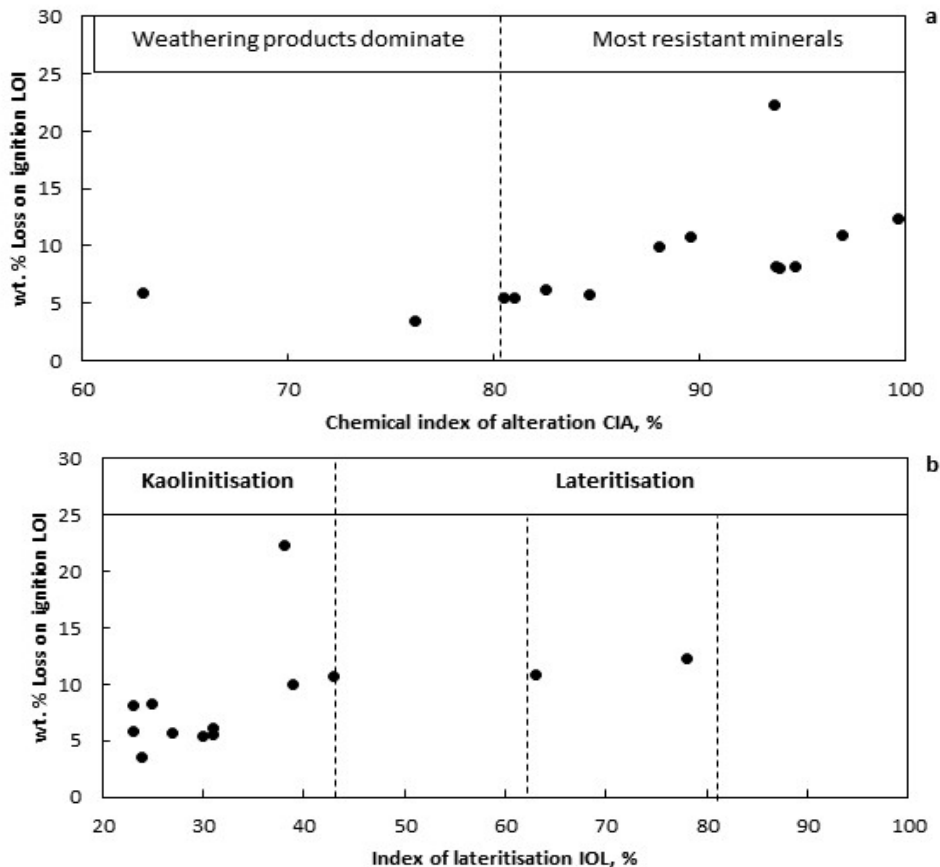 a
30
Weathering products dominate
Most resistant minerals
25
20
15
10
5
0
wt. % Loss on ignition LOI
60
70
80
90
100
Chemical index of alteration CIA, %
b
30
Kaolinitisation
Lateritisation
25
20
15
10
5
0
wt. % Loss on ignition LOI
20
30
40
50
60
70
80
90
100
Index of lateritisation IOL, %